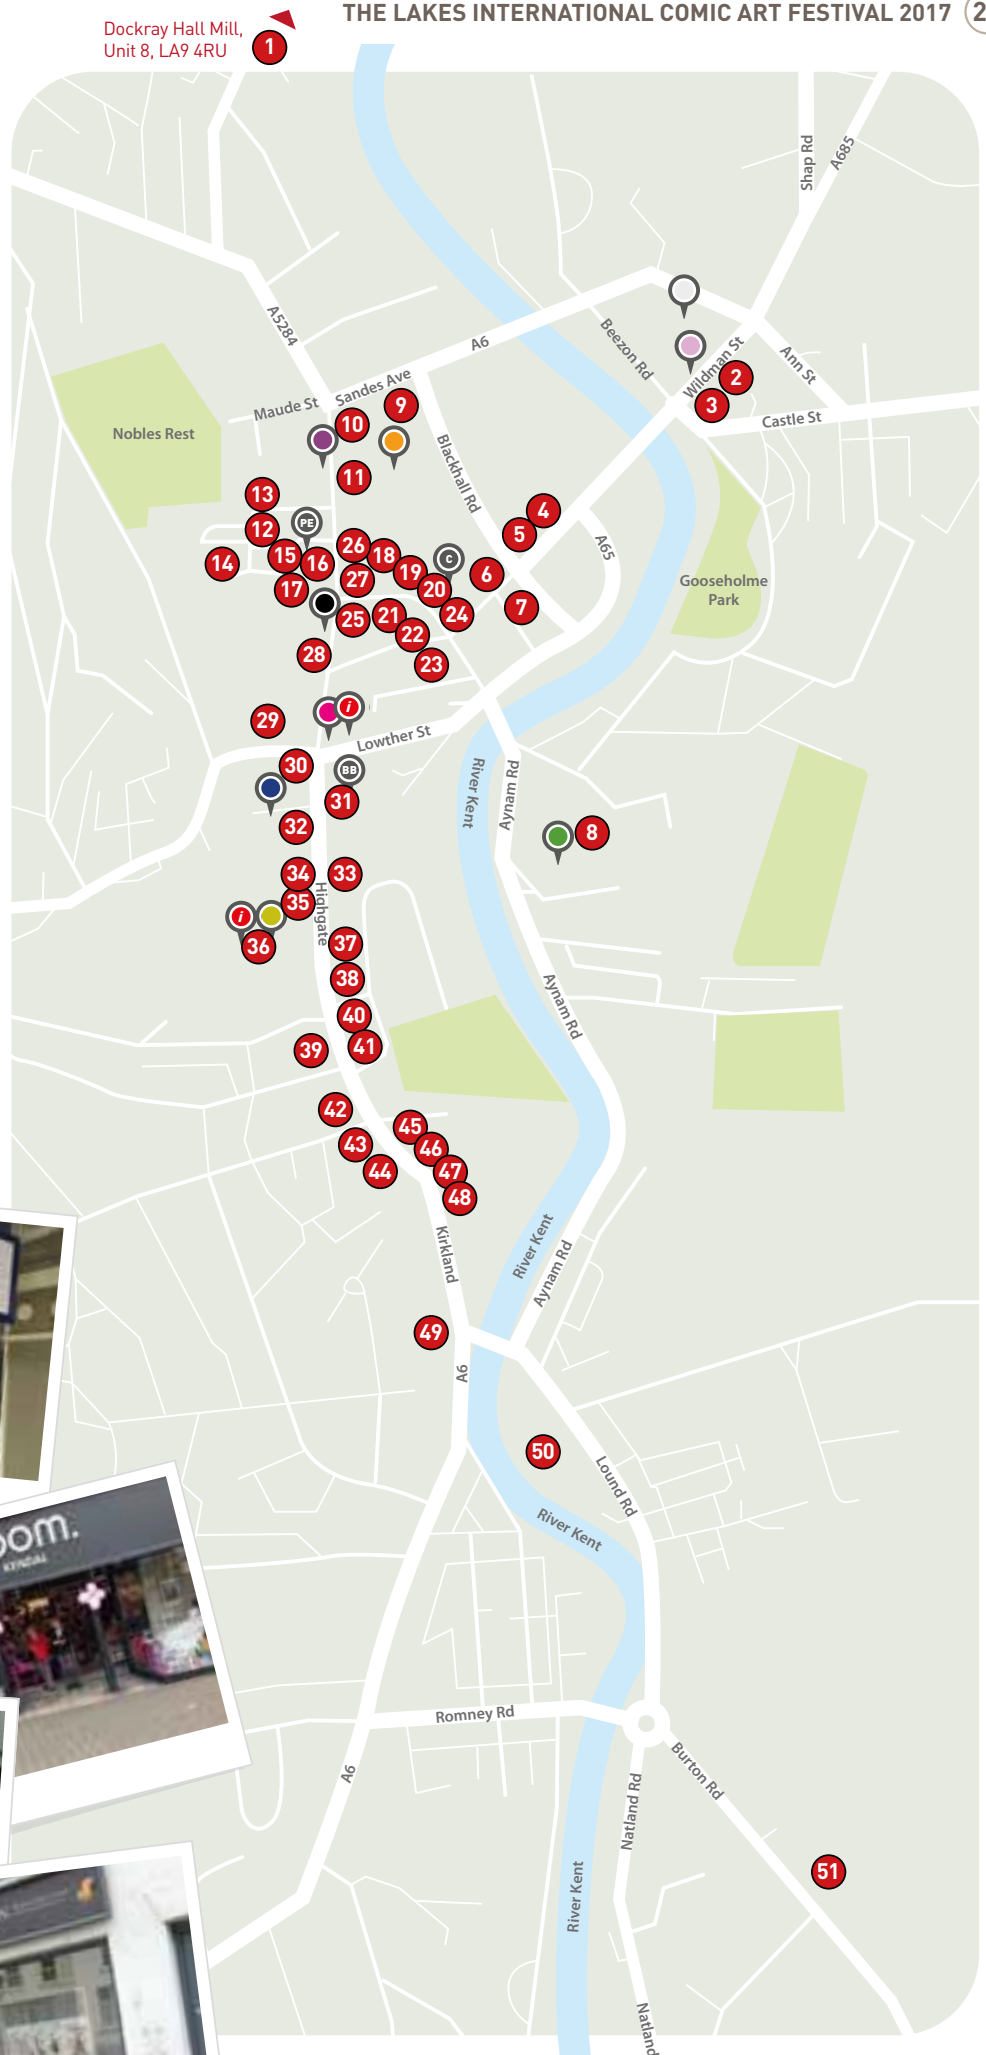 THE LAKES INTERNATIONAL COMIC ART FESTIVAL 2017
2
Dockray Hall Mill,
Unit 8, LA9 4RU
1
Shap Rd
A685
A5284
A6
Beezon Rd
Wildman St
Ann St
2
3
Castle St
Sandes Ave
Maude St
9
10
Nobles Rest
11
Blackhall Rd
13
12
PE
4
5
A65
14
15
16
26
18
C
19
6
17
27
20
7
Gooseholme
Park
25
21
24
22
28
23
29
i
Lowther St
30
BB
31
32
River Kent
Aynam Rd
8
34
33
35
Highgate
i
36
37
38
40
41
39
Aynam Rd
42
45
43
46
44
47
48
Kirkland
River Kent
Aynam Rd
49
A6
50
Lound Rd
River Kent
oom.
KENDAL
Romney Rd
A6
Burton Rd
Natland Rd
51
River Kent
Natland